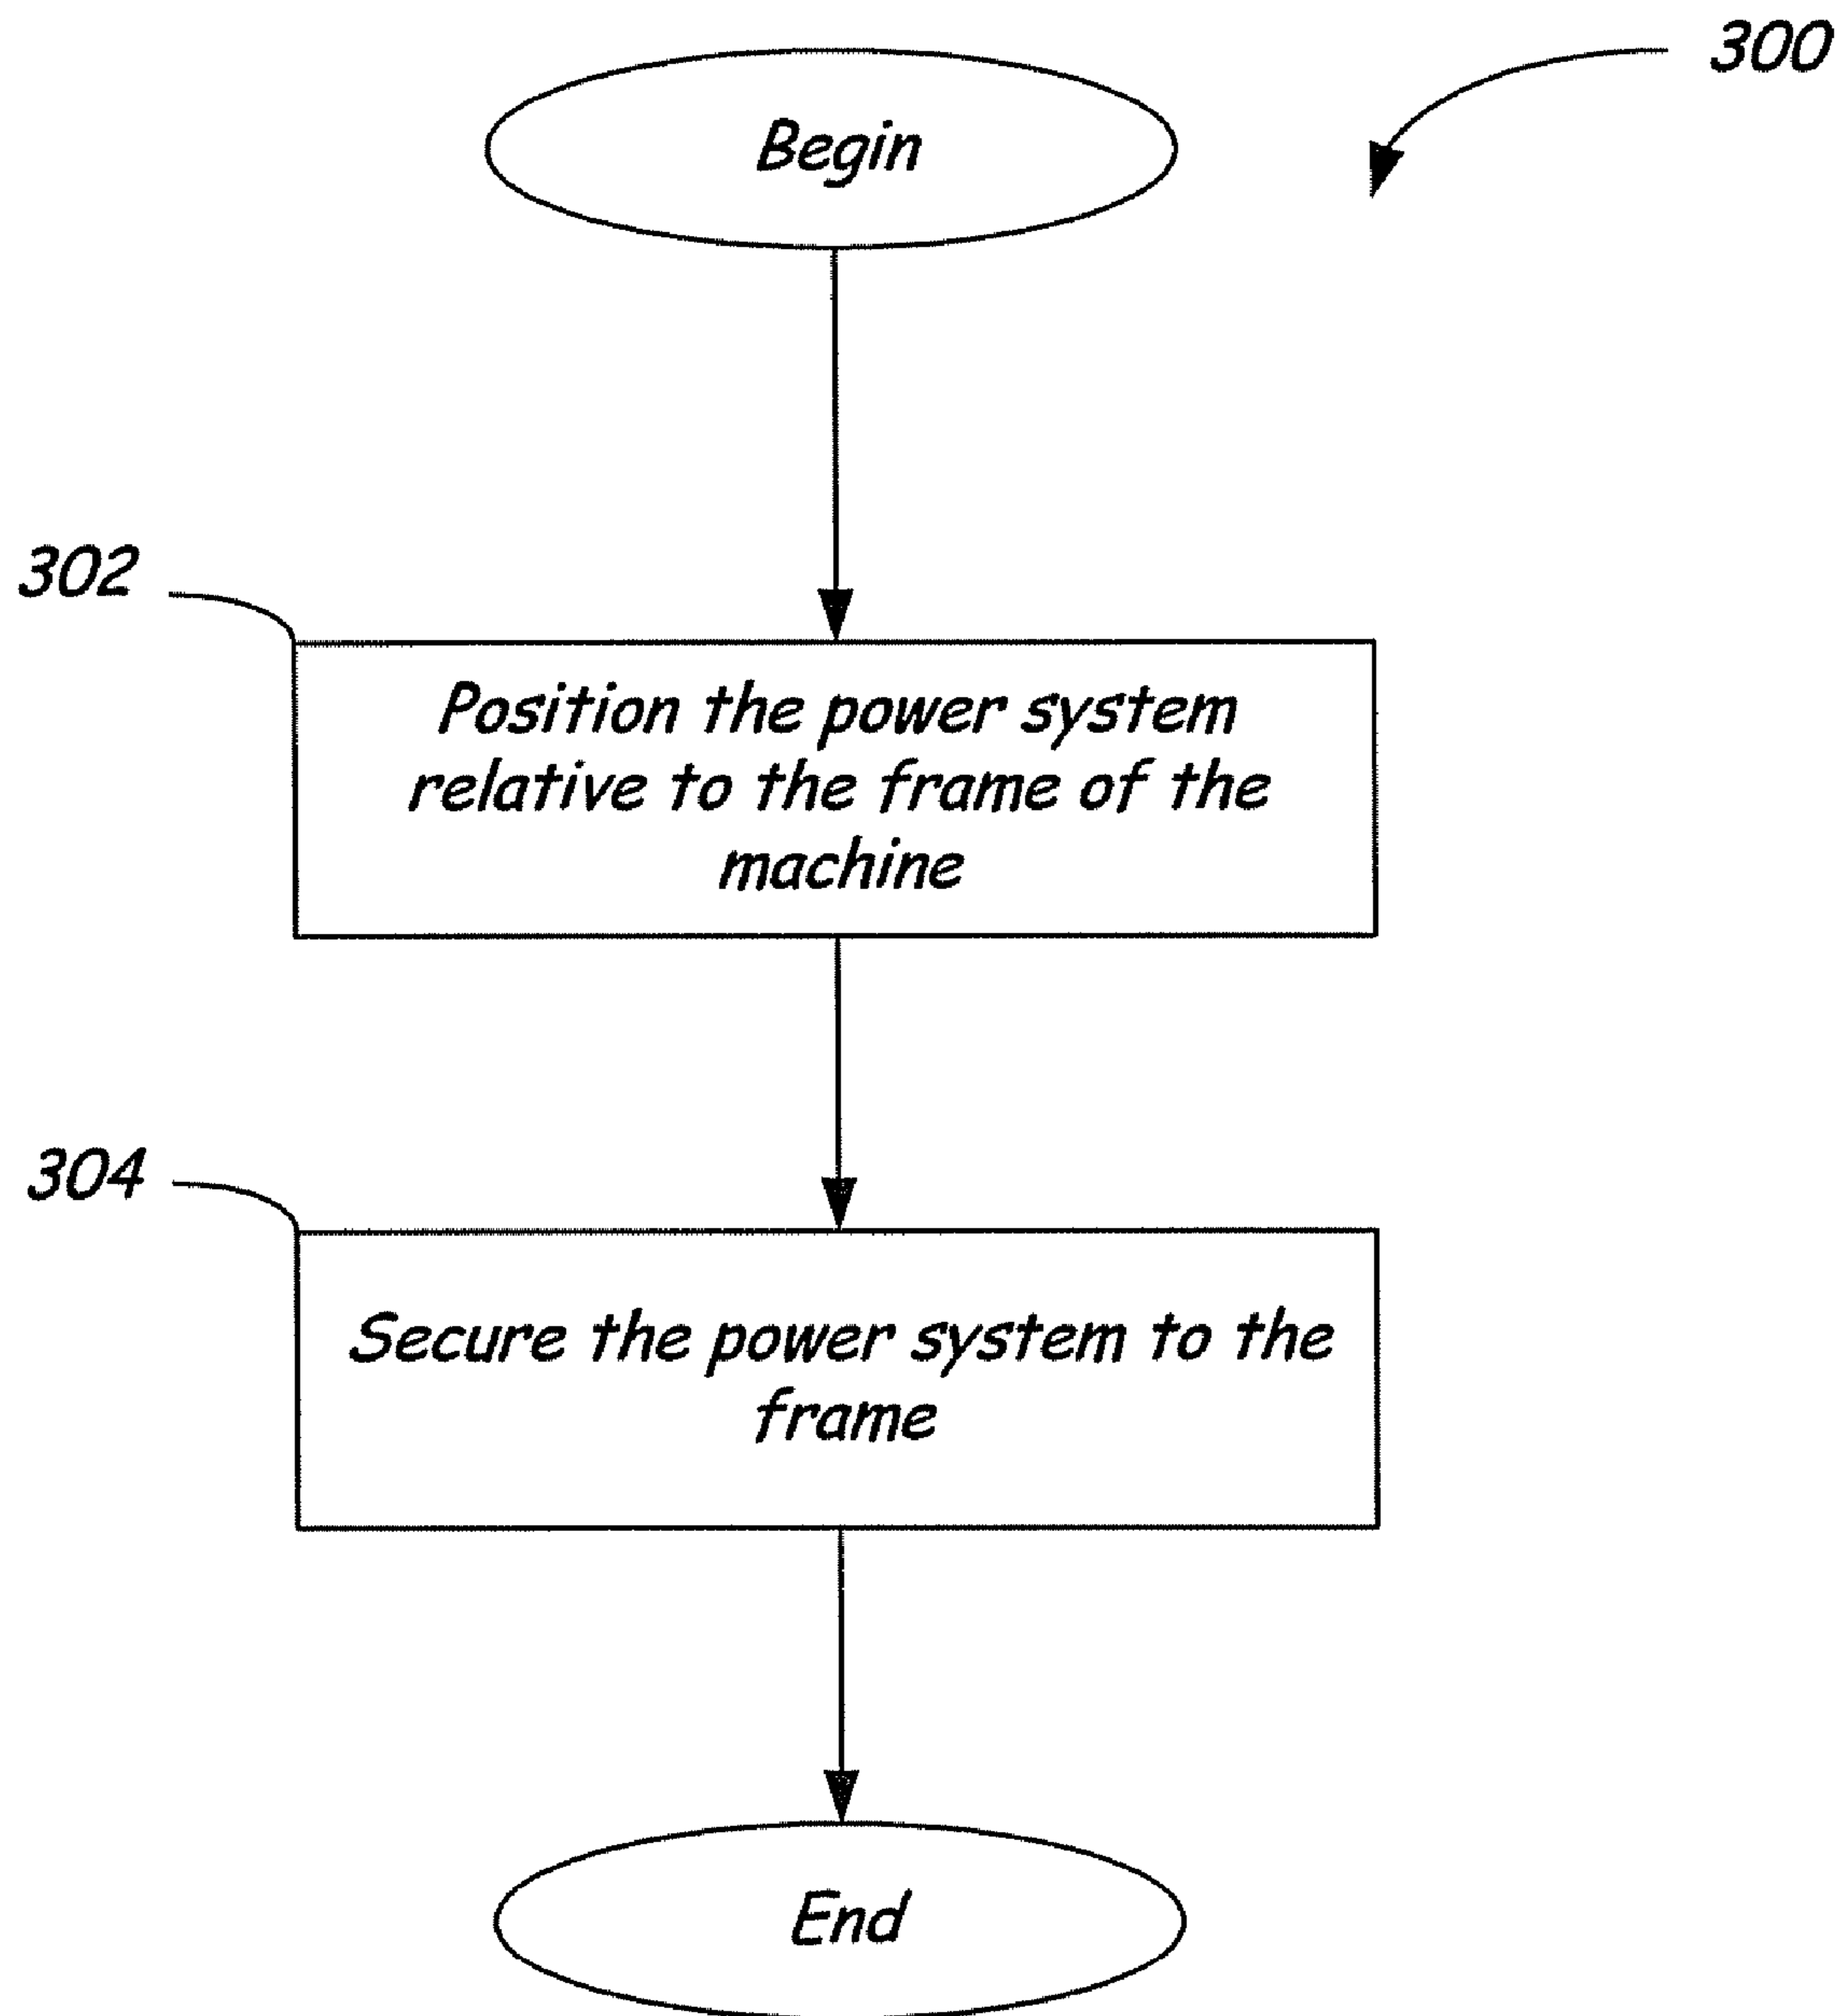 300
Begin
302
Position the power system
relative to the frame of the
machine
304
Secure the power system to the
frame
End